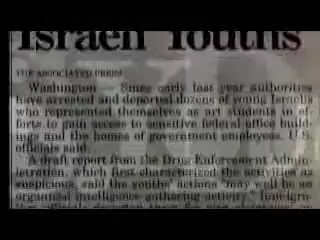 Israeli Youths
THE ASSOCIATED PRESS
Washington — Since early last year authorities
have arrested and deported dozens of young Israelis
who represented themselves as art students in ef-
forts to gain access to sensitive federal office build-
ings and the homes of government employees, U.S.
officials said.
A draft report from the Drug Enforcement Admin-
istration, which first characterized the activities as
suspicious, said the youths' actions "may well be an
organized intelligence gathering activity."